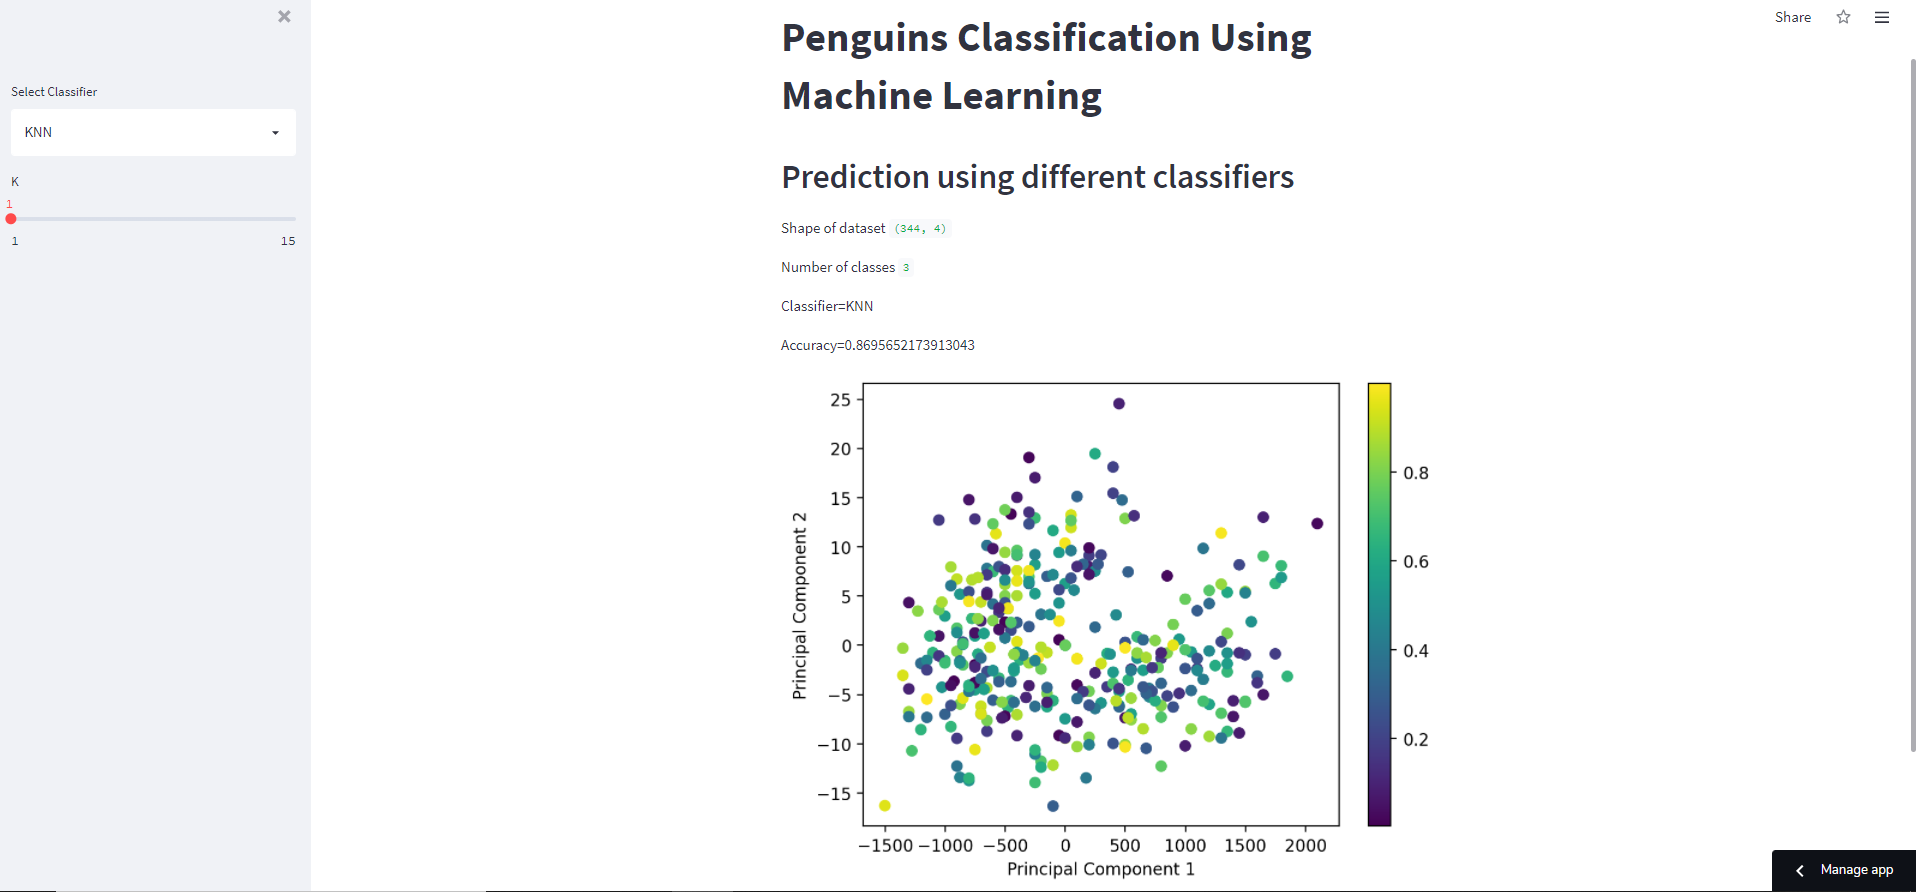 Share
Select Classifier
KNN
K
1
1 15
Penguins Classification Using
Machine Learning
Prediction using different classifiers
Shape of dataset (344, 4)
Number of classes 3
Classifier=KNN
Accuracy=0.8695652173913043
25
20
15
10
5
0
−5
−10
−15
Principal Component 2
−1500 −1000 −500 0 500 1000 1500 2000
Principal Component 1
0.8
0.6
0.4
0.2
Manage app